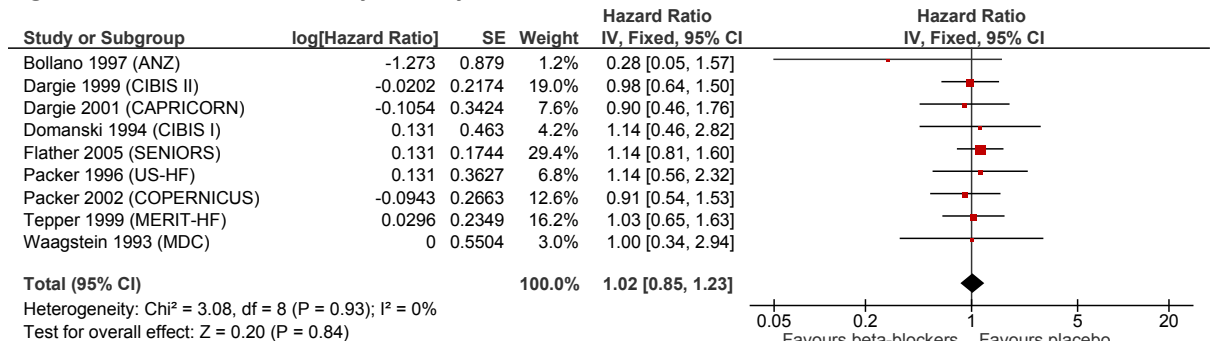 Hazard Ratio Hazard Ratio
Study or Subgroup log[Hazard Ratio] SE Weight IV, Fixed, 95% CI IV, Fixed, 95% CI
Bollano 1997 (ANZ) -1.273 0.879 1.2% 0.28 [0.05, 1.57]
Dargie 1999 (CIBIS II) -0.0202 0.2174 19.0% 0.98 [0.64, 1.50]
Dargie 2001 (CAPRICORN) -0.1054 0.3424 7.6% 0.90 [0.46, 1.76]
Domanski 1994 (CIBIS I) 0.131 0.463 4.2% 1.14 [0.46, 2.82]
Flather 2005 (SENIORS) 0.131 0.1744 29.4% 1.14 [0.81, 1.60]
Packer 1996 (US-HF) 0.131 0.3627 6.8% 1.14 [0.56, 2.32]
Packer 2002 (COPERNICUS) -0.0943 0.2663 12.6% 0.91 [0.54, 1.53]
Tepper 1999 (MERIT-HF) 0.0296 0.2349 16.2% 1.03 [0.65, 1.63]
Waagstein 1993 (MDC) 0 0.5504 3.0% 1.00 [0.34, 2.94]
Total (95% CI) 100.0% 1.02 [0.85, 1.23]
Heterogeneity: Chi² = 3.08, df = 8 (P = 0.93); I² = 0%
Test for overall effect: Z = 0.20 (P = 0.84)
0.05 0.2 1 5 20
Favours beta-blockers Favours placebo